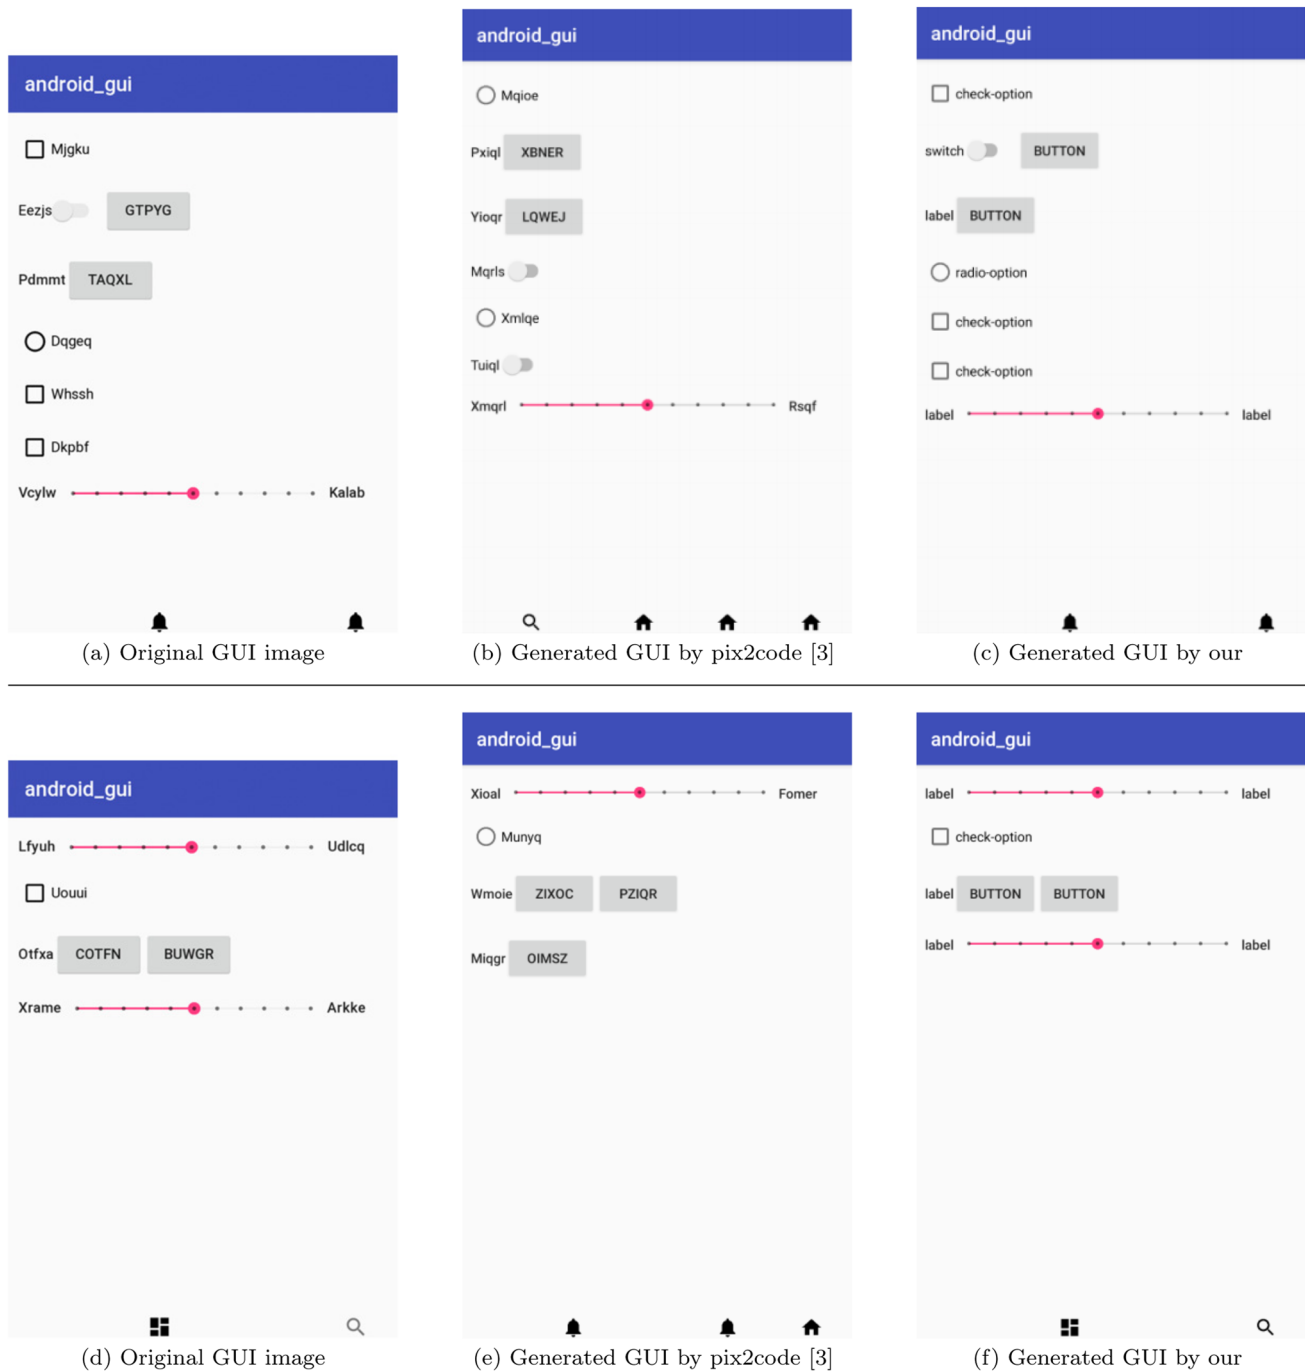 android_gui
Mjgku
Eezjs GTPYG
Pdmmt TAQXL
Dqgeq
Whssh
Dkpbf
Vcylw Kalab
(a) Original GUI image
android_gui
Mqioe
Pxiql XBNER
Yioqr LQWEJ
Mqrls
Xmlqe
Tuiql
Xmqrl Rsqf
(b) Generated GUI by pix2code [3]
android_gui
check-option
switch BUTTON
label BUTTON
radio-option
check-option
check-option
label label
(c) Generated GUI by our
android_gui
Lfyuh Udlcq
Uouui
Otfxa COTFN BUWGR
Xrame Arkke
(d) Original GUI image
android_gui
Xioal Fomer
Munyq
Wmoie ZIXOC PZIQR
Miqgr OIMSZ
(e) Generated GUI by pix2code [3]
android_gui
label label
check-option
label BUTTON BUTTON
label label
(f) Generated GUI by our